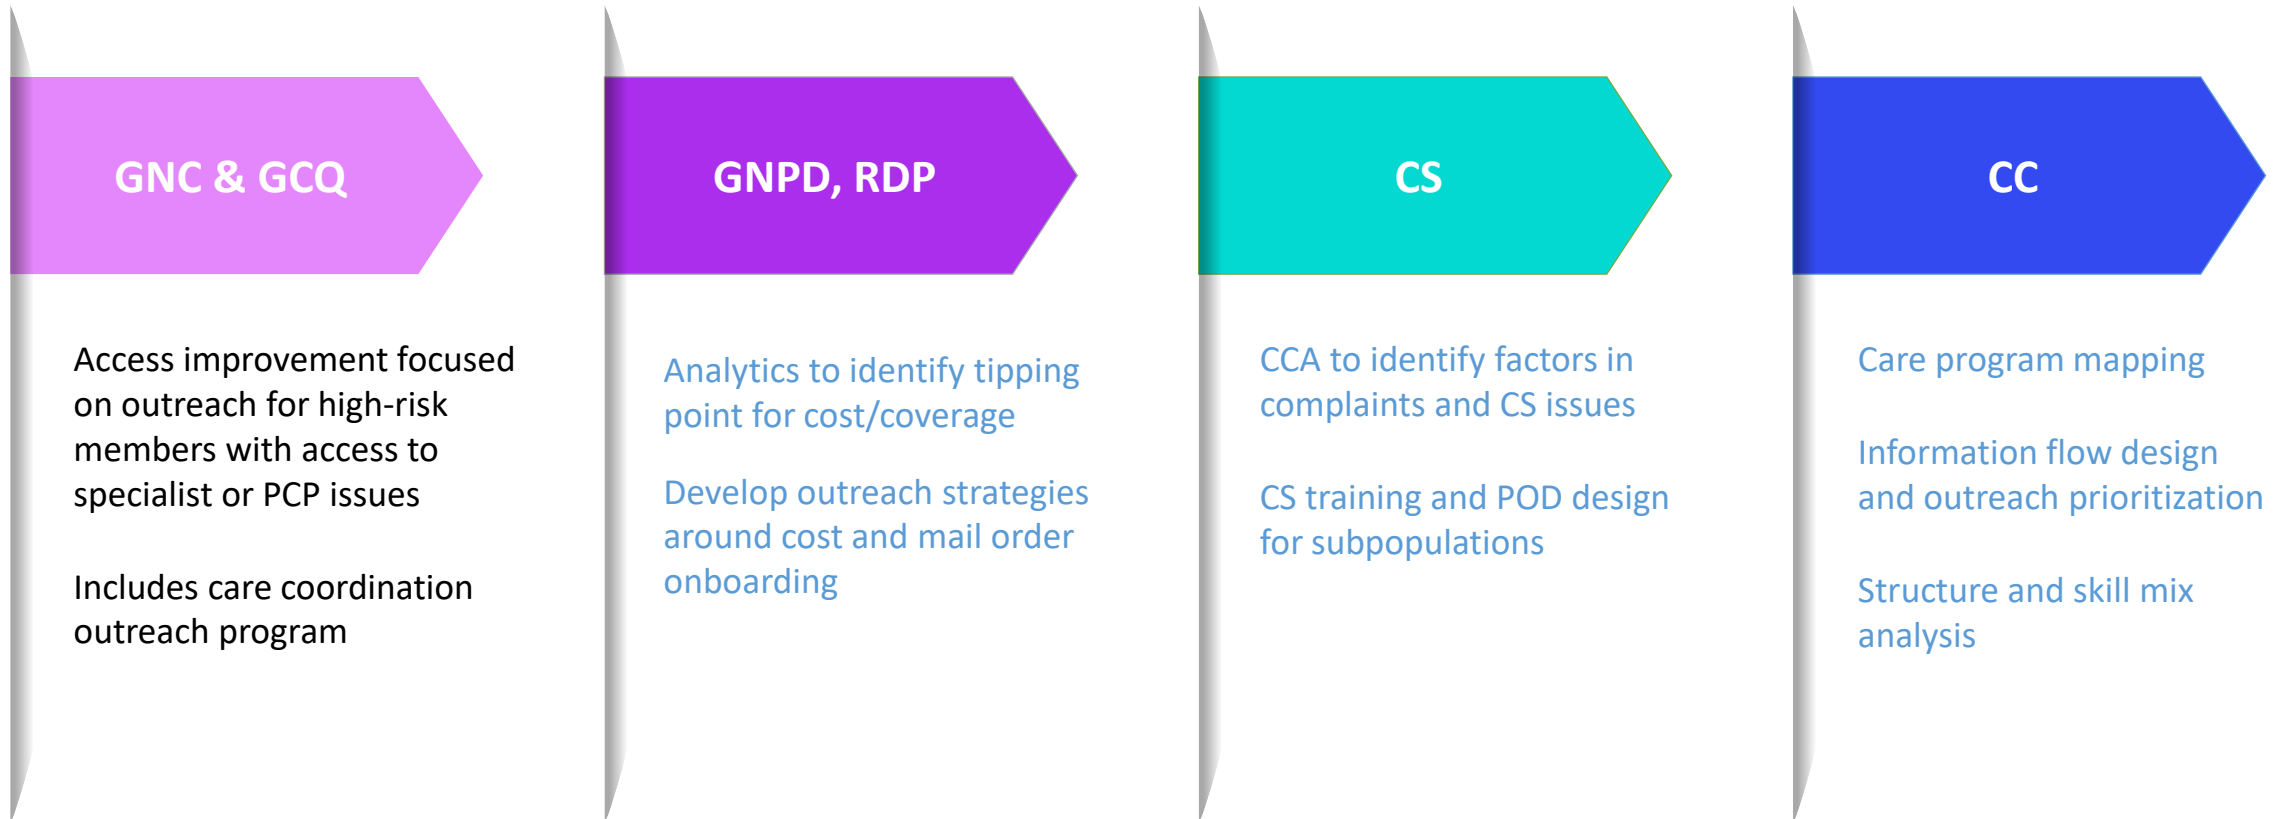 GNC & GCQ
Access improvement focused
on outreach for high-risk
members with access to
specialist or PCP issues
Includes care coordination
outreach program
GNPD, RDP
Analytics to identify tipping
point for cost/coverage
Develop outreach strategies
around cost and mail order
onboarding
CS
CCA to identify factors in
complaints and CS issues
CS training and POD design
for subpopulations
CC
Care program mapping
Information flow design
and outreach prioritization
Structure and skill mix
analysis